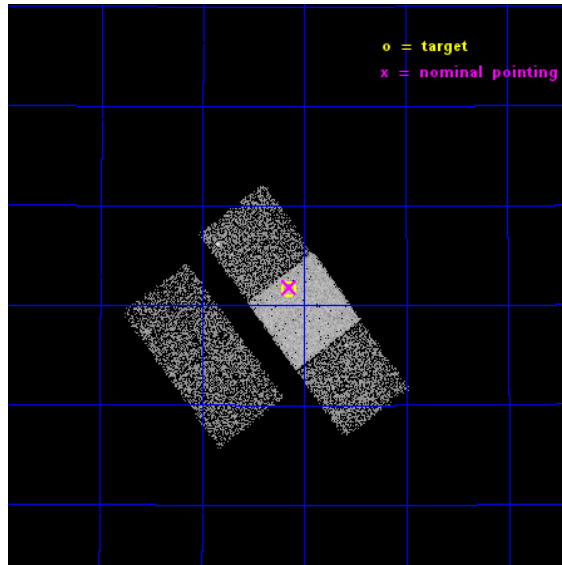 o = target
x = nominal pointing